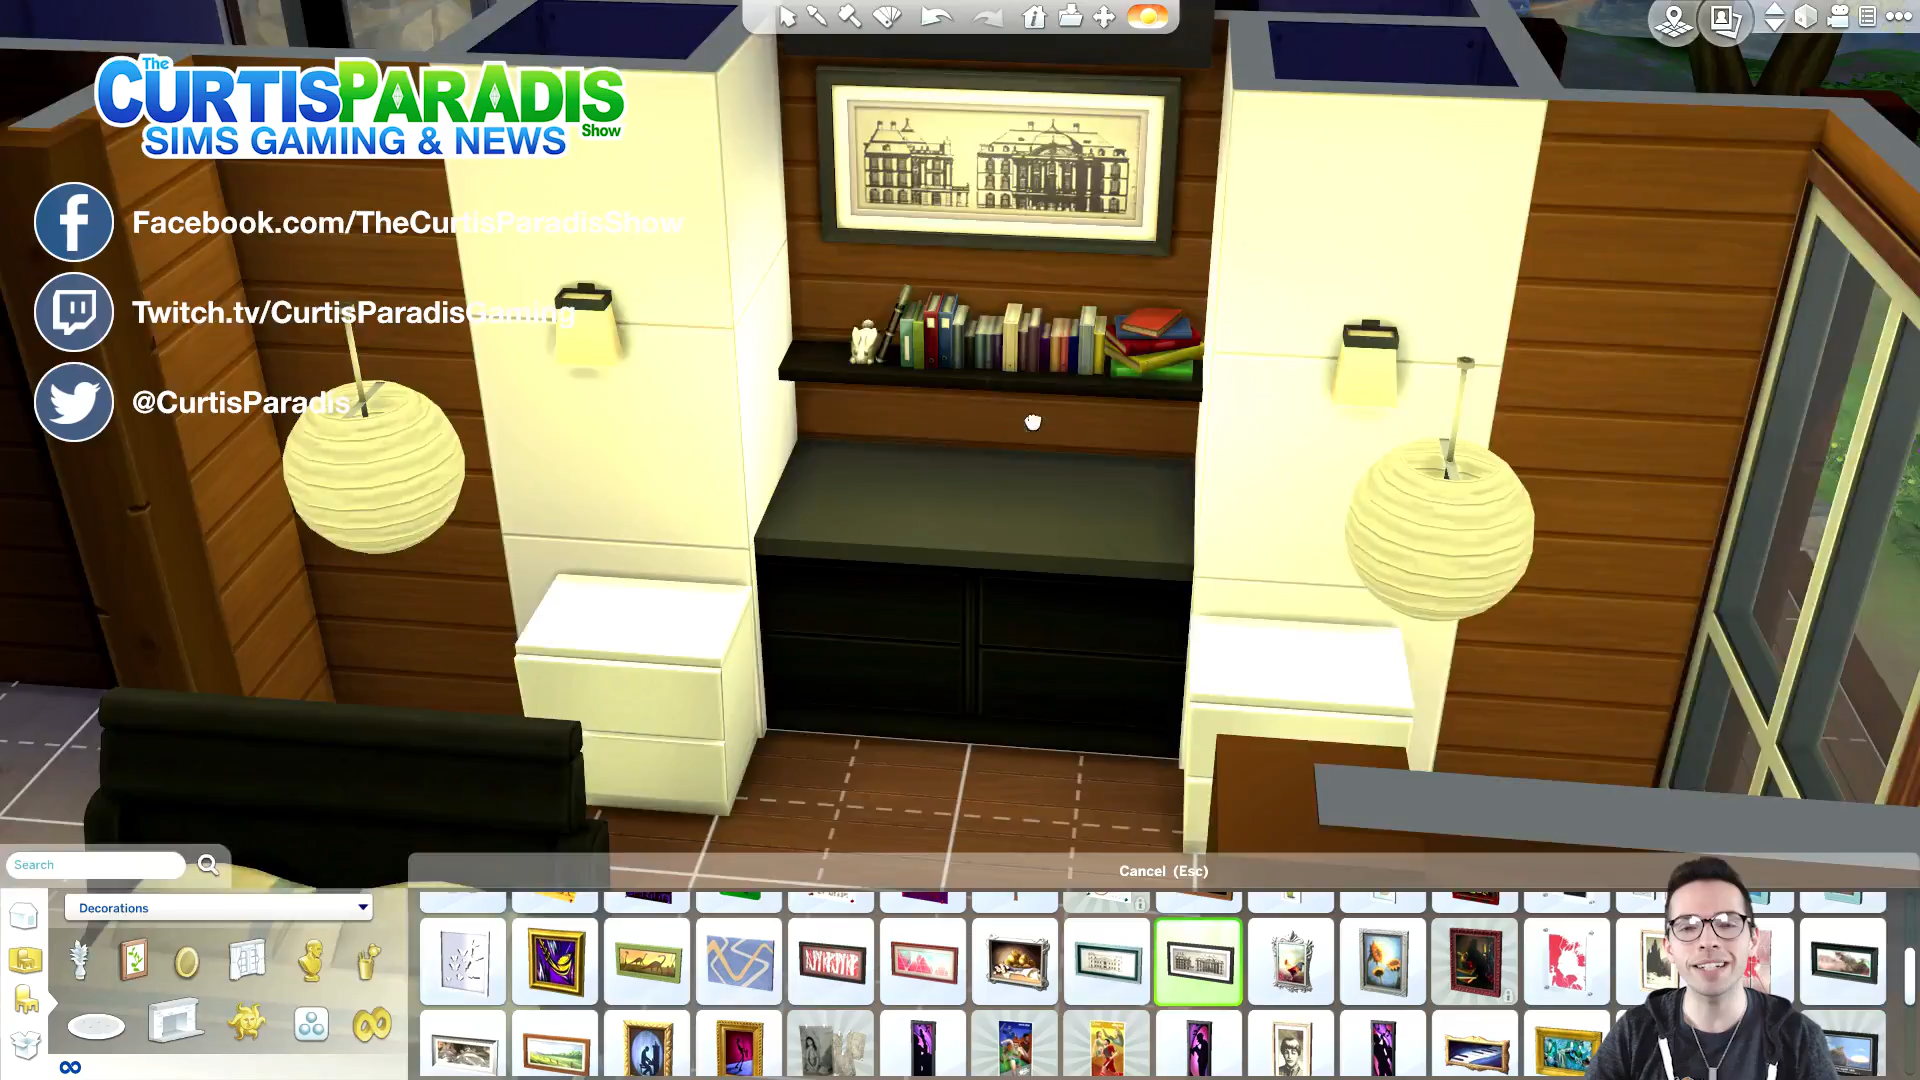 The
CURTISPARADIS
Show
SIMS GAMING & NEWS
Facebook.com/TheCurtisParadisShow
Twitch.tv/CurtisParadisGaming
@CurtisParadis
Search
Cancel (Esc)
Decorations